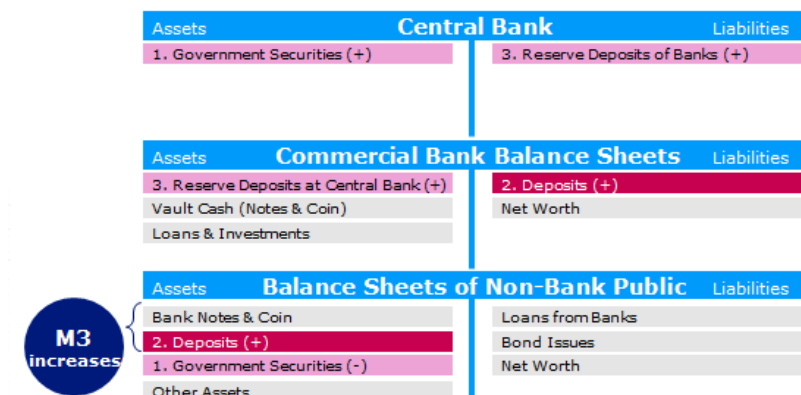 Assets Central Bank Liabilities
1. Government Securities (+) 3. Reserve Deposits of Banks (+)
Assets Commercial Bank Balance Sheets Liabilities
3. Reserve Deposits at Central Bank (+) 2. Deposits (+)
Vault Cash (Notes & Coin) Net Worth
Loans & Investments
Assets Balance Sheets of Non-Bank Public Liabilities
Bank Notes & Coin Loans from Banks
M3 increases
2. Deposits (+) Bond Issues
1. Government Securities (-) Net Worth
Other Assets